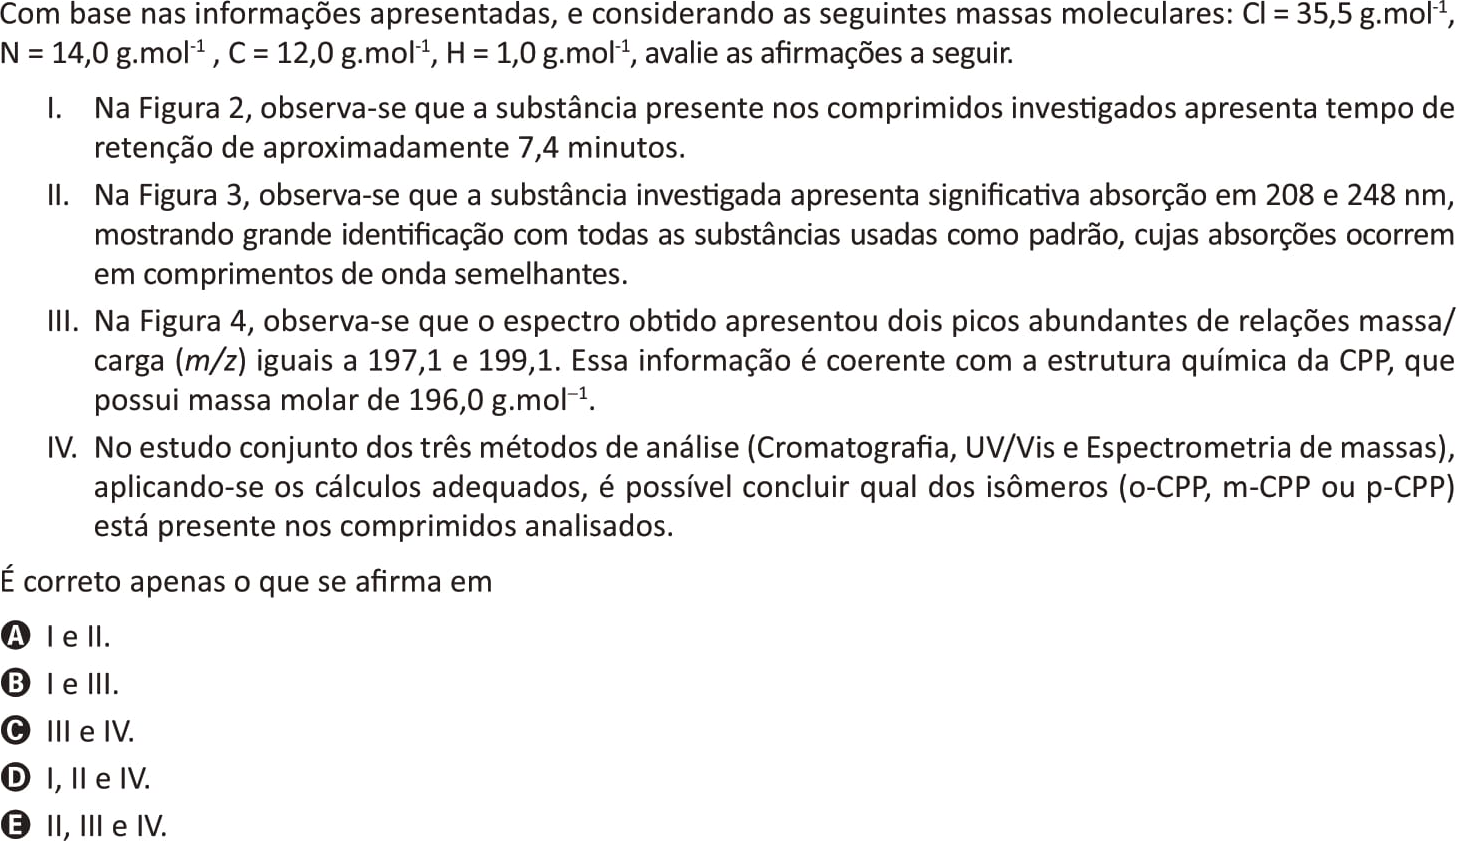 Com base nas informações apresentadas, e considerando as seguintes massas moleculares: Cl = 35,5 g.mol⁻¹,
N = 14,0 g.mol⁻¹ , C = 12,0 g.mol⁻¹, H = 1,0 g.mol⁻¹, avalie as afirmações a seguir.
I. Na Figura 2, observa-se que a substância presente nos comprimidos investigados apresenta tempo de
retenção de aproximadamente 7,4 minutos.
II. Na Figura 3, observa-se que a substância investigada apresenta significativa absorção em 208 e 248 nm,
mostrando grande identificação com todas as substâncias usadas como padrão, cujas absorções ocorrem
em comprimentos de onda semelhantes.
III. Na Figura 4, observa-se que o espectro obtido apresentou dois picos abundantes de relações massa/
carga (m/z) iguais a 197,1 e 199,1. Essa informação é coerente com a estrutura química da CPP, que
possui massa molar de 196,0 g.mol⁻¹.
IV. No estudo conjunto dos três métodos de análise (Cromatografia, UV/Vis e Espectrometria de massas),
aplicando-se os cálculos adequados, é possível concluir qual dos isômeros (o-CPP, m-CPP ou p-CPP)
está presente nos comprimidos analisados.
É correto apenas o que se afirma em
A I e II.
B I e III.
C III e IV.
D I, II e IV.
E II, III e IV.